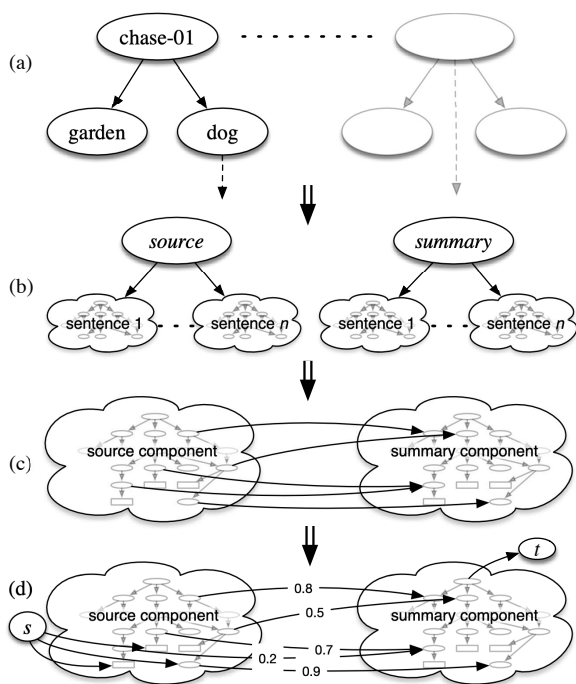 (a)
chase-01
garden
dog
(b)
source
summary
sentence 1
sentence n
sentence 1
sentence n
(c)
source component
summary component
(d)
t
s
source component
summary component
0.8
0.5
0.7
0.2
0.9